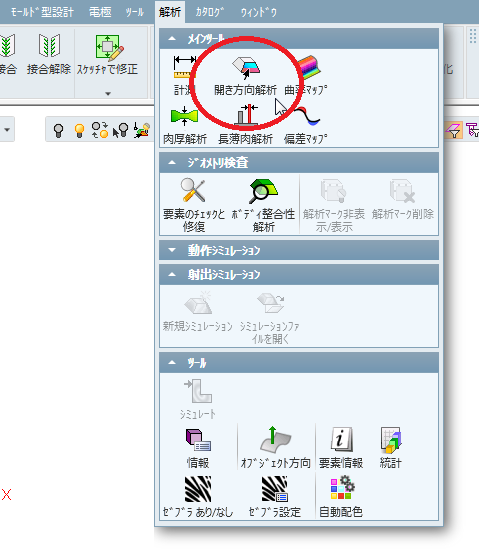 ﾓｰﾙﾄﾞ型設計 電極 ﾂｰﾙ 解析 ｶﾀﾛｸﾞ ｳｨﾝﾄﾞｳ
接合 接合解除 ｽｹｯﾁｬで修正
ﾒｲﾝﾂｰﾙ
計測 開き方向解析 曲率ﾏｯﾌﾟ
肉厚解析 長薄肉解析 偏差ﾏｯﾌﾟ
化
ｼﾞｵﾒﾄﾘ検査
要素のﾁｪｯｸと修復 ﾎﾞﾃﾞｨ整合性解析 解析ﾏｰｸ非表示/表示 解析ﾏｰｸ削除
動作ｼﾐｭﾚｰｼｮﾝ
射出ｼﾐｭﾚｰｼｮﾝ
新規ｼﾐｭﾚｰｼｮﾝ ｼﾐｭﾚｰｼｮﾝﾌｧｲﾙを開く
ﾂｰﾙ
ｼﾐｭﾚｰﾄ
情報 ｵﾌﾞｼﾞｪｸﾄ方向 要素情報 統計
ｾﾞﾌﾞﾗ あり/なし ｾﾞﾌﾞﾗ設定 自動配色
X